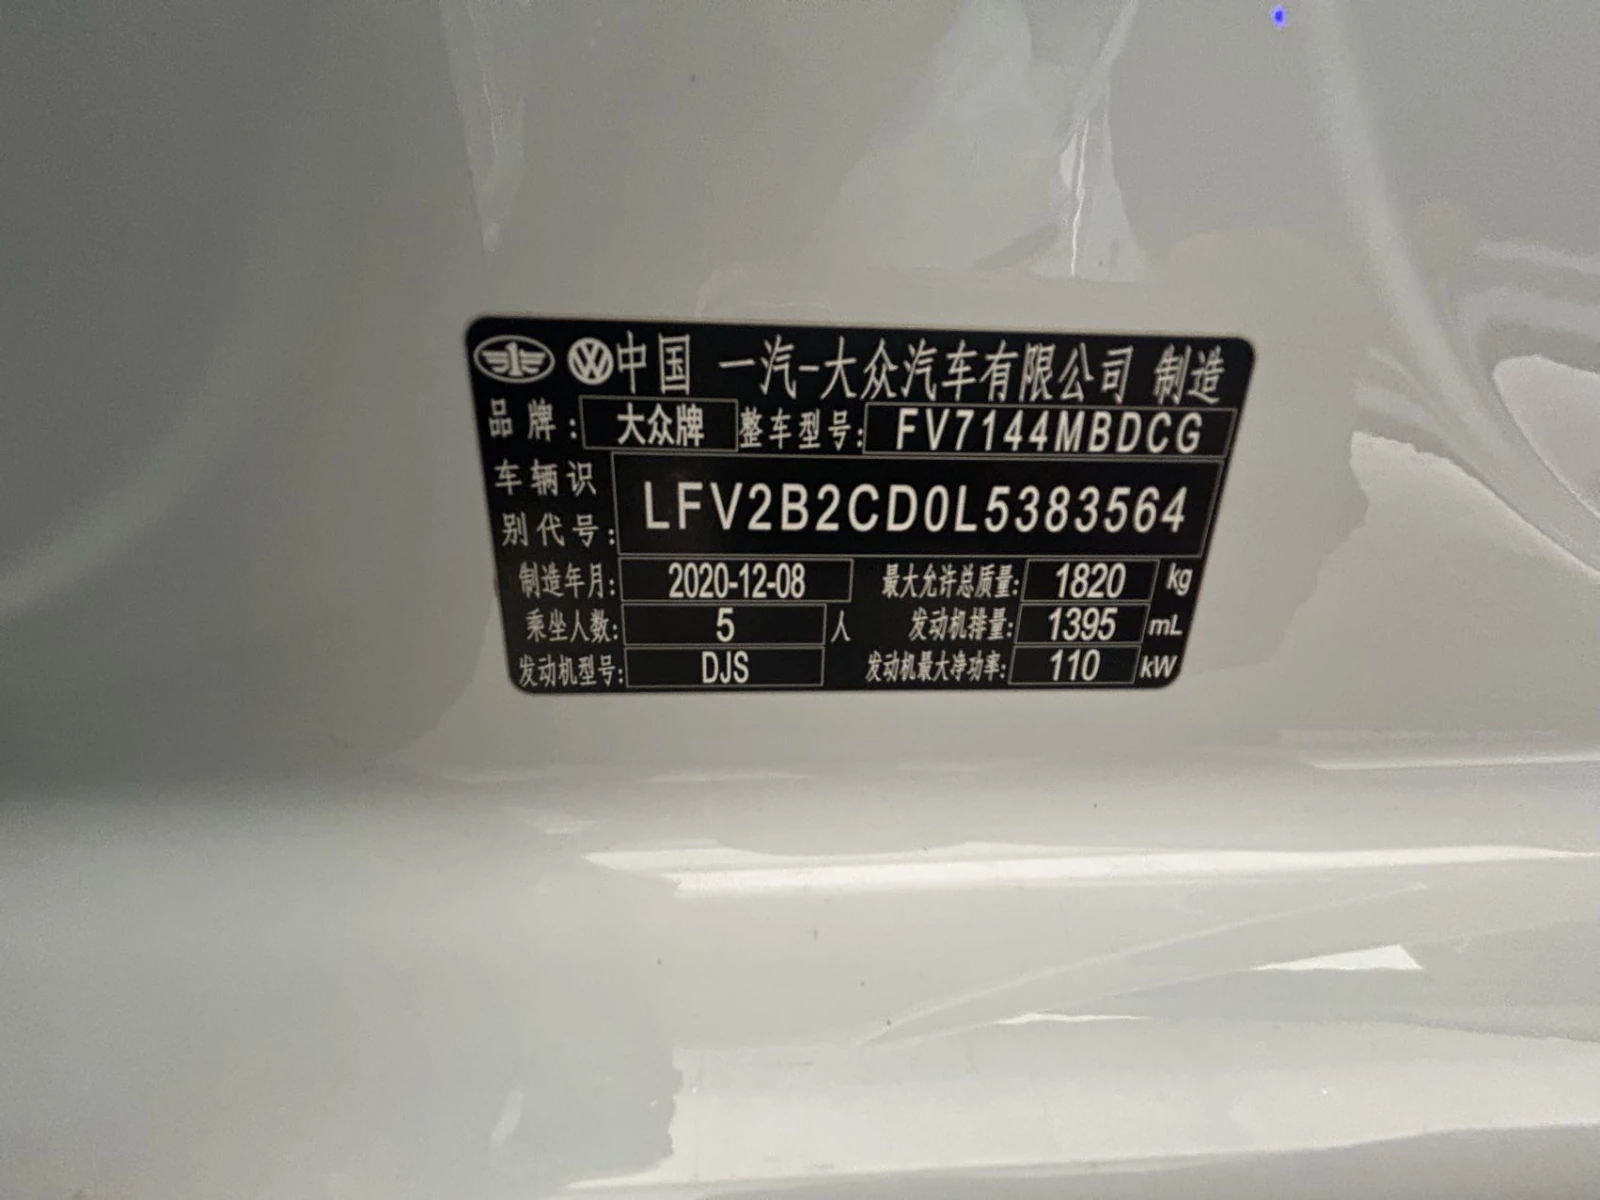 中国 一汽-大众汽车有限公司 制造
品牌: 大众牌 整车型号: FV7144MBDCG
车辆识别代号: LFV2B2CD0L5383564
制造年月: 2020-12-08 最大允许总质量: 1820 kg
乘坐人数: 5 人 发动机排量: 1395 mL
发动机型号: DJS 发动机最大净功率: 110 kW